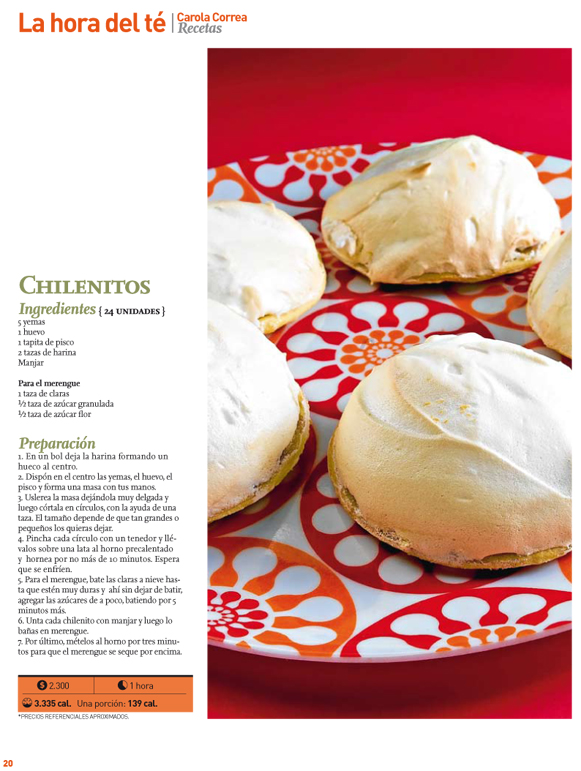 La hora del té
Carola Correa
Recetas
CHILENITOS
Ingredientes { 24 UNIDADES }
5 yemas
1 huevo
1 tapita de pisco
2 tazas de harina
Manjar
Para el merengue
1 taza de claras
½ taza de azúcar granulada
½ taza de azúcar flor
Preparación
1. En un bol deja la harina formando un
hueco al centro.
2. Dispón en el centro las yemas, el huevo, el
pisco y forma una masa con tus manos.
3. Uslerea la masa dejándola muy delgada y
luego córtala en círculos, con la ayuda de una
taza. El tamaño depende de que tan grandes o
pequeños los quieras dejar.
4. Pincha cada círculo con un tenedor y llé-
valos sobre una lata al horno precalentado
y hornea por no más de 10 minutos. Espera
que se enfríen.
5. Para el merengue, bate las claras a nieve has-
ta que estén muy duras y ahí sin dejar de batir,
agregar las azúcares de a poco, batiendo por 5
minutos más.
6. Unta cada chilenito con manjar y luego lo
bañas en merengue.
7. Por último, mételos al horno por tres minu-
tos para que el merengue se seque por encima.
$ 2.300
1 hora
3.335 cal. Una porción: 139 cal.
*PRECIOS REFERENCIALES APROXIMADOS.
20